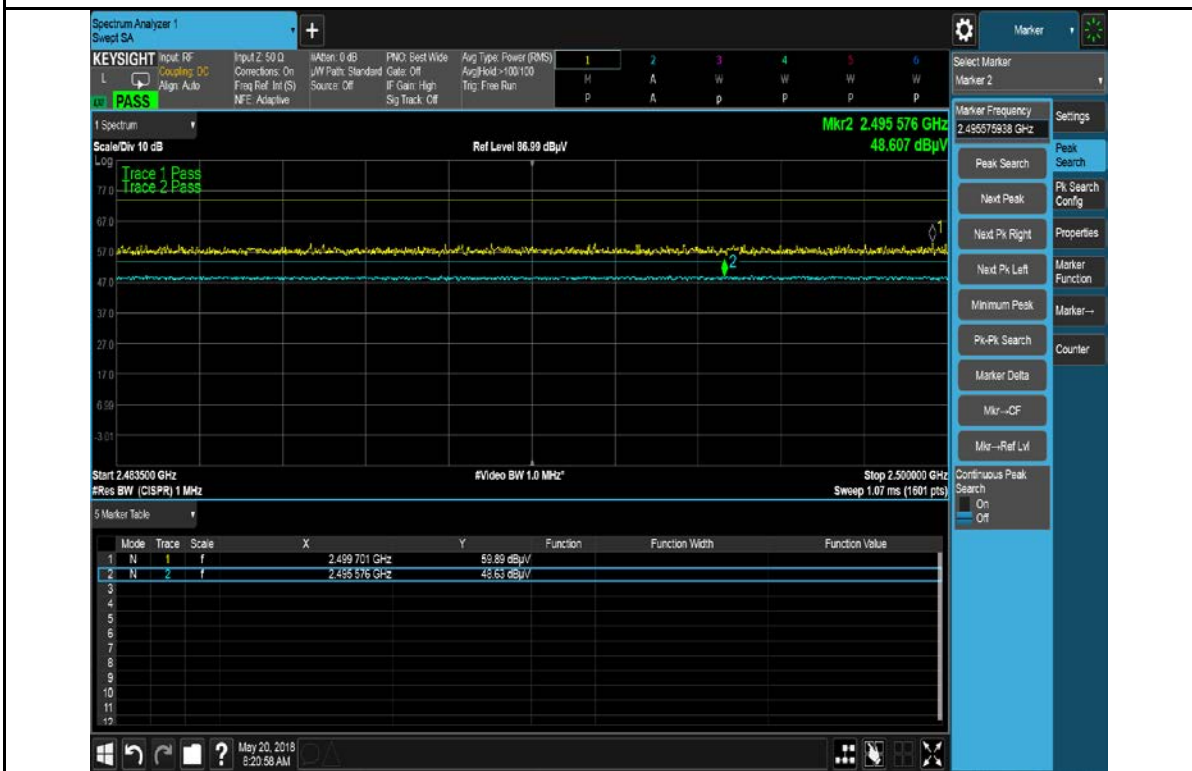 Spectrum Analyzer 1
Swept SA
+
Marker
KEYSIGHT Input: RF Input Z: 50 Ω #Atten: 0 dB PNO: Best Wide Avg Type: Power (RMS) 1 2 3 4 5 6
L Coupling: DC Corrections: On µW Path: Standard Gate: Off Avg|Hold:>100/100 M A W W W W
Align: Auto Freq Ref: Int (S) Source: Off IF Gain: High Trig: Free Run
PASS NFE: Adaptive Sig Track: Off P A p P P P
Select Marker
Marker 2
1 Spectrum
Mkr2 2.495 576 GHz
Scale/Div 10 dB Ref Level 86.99 dBµV 48.607 dBµV
Log
Trace 1 Pass
Trace 2 Pass
77.0
67.0
57.0
47.0
37.0
27.0
17.0
6.99
-3.01
1
2
Start 2.483500 GHz #Video BW 1.0 MHz* Stop 2.500000 GHz
#Res BW (CISPR) 1 MHz Sweep 1.07 ms (1601 pts)
Marker Frequency
2.495575938 GHz
Peak Search
Next Peak
Next Pk Right
Next Pk Left
Minimum Peak
Pk-Pk Search
Marker Delta
Mkr→CF
Mkr→Ref Lvl
Continuous Peak
Search
On
Off
Settings
Peak
Search
Pk Search
Config
Properties
Marker
Function
Marker→
Counter
5 Marker Table
Mode Trace Scale X Y Function Function Width Function Value
1 N 1 f 2.499 701 GHz 59.89 dBµV
2 N 2 f 2.495 576 GHz 48.63 dBµV
3
4
5
6
7
8
9
10
11
12
? May 20, 2018
8:20:58 AM